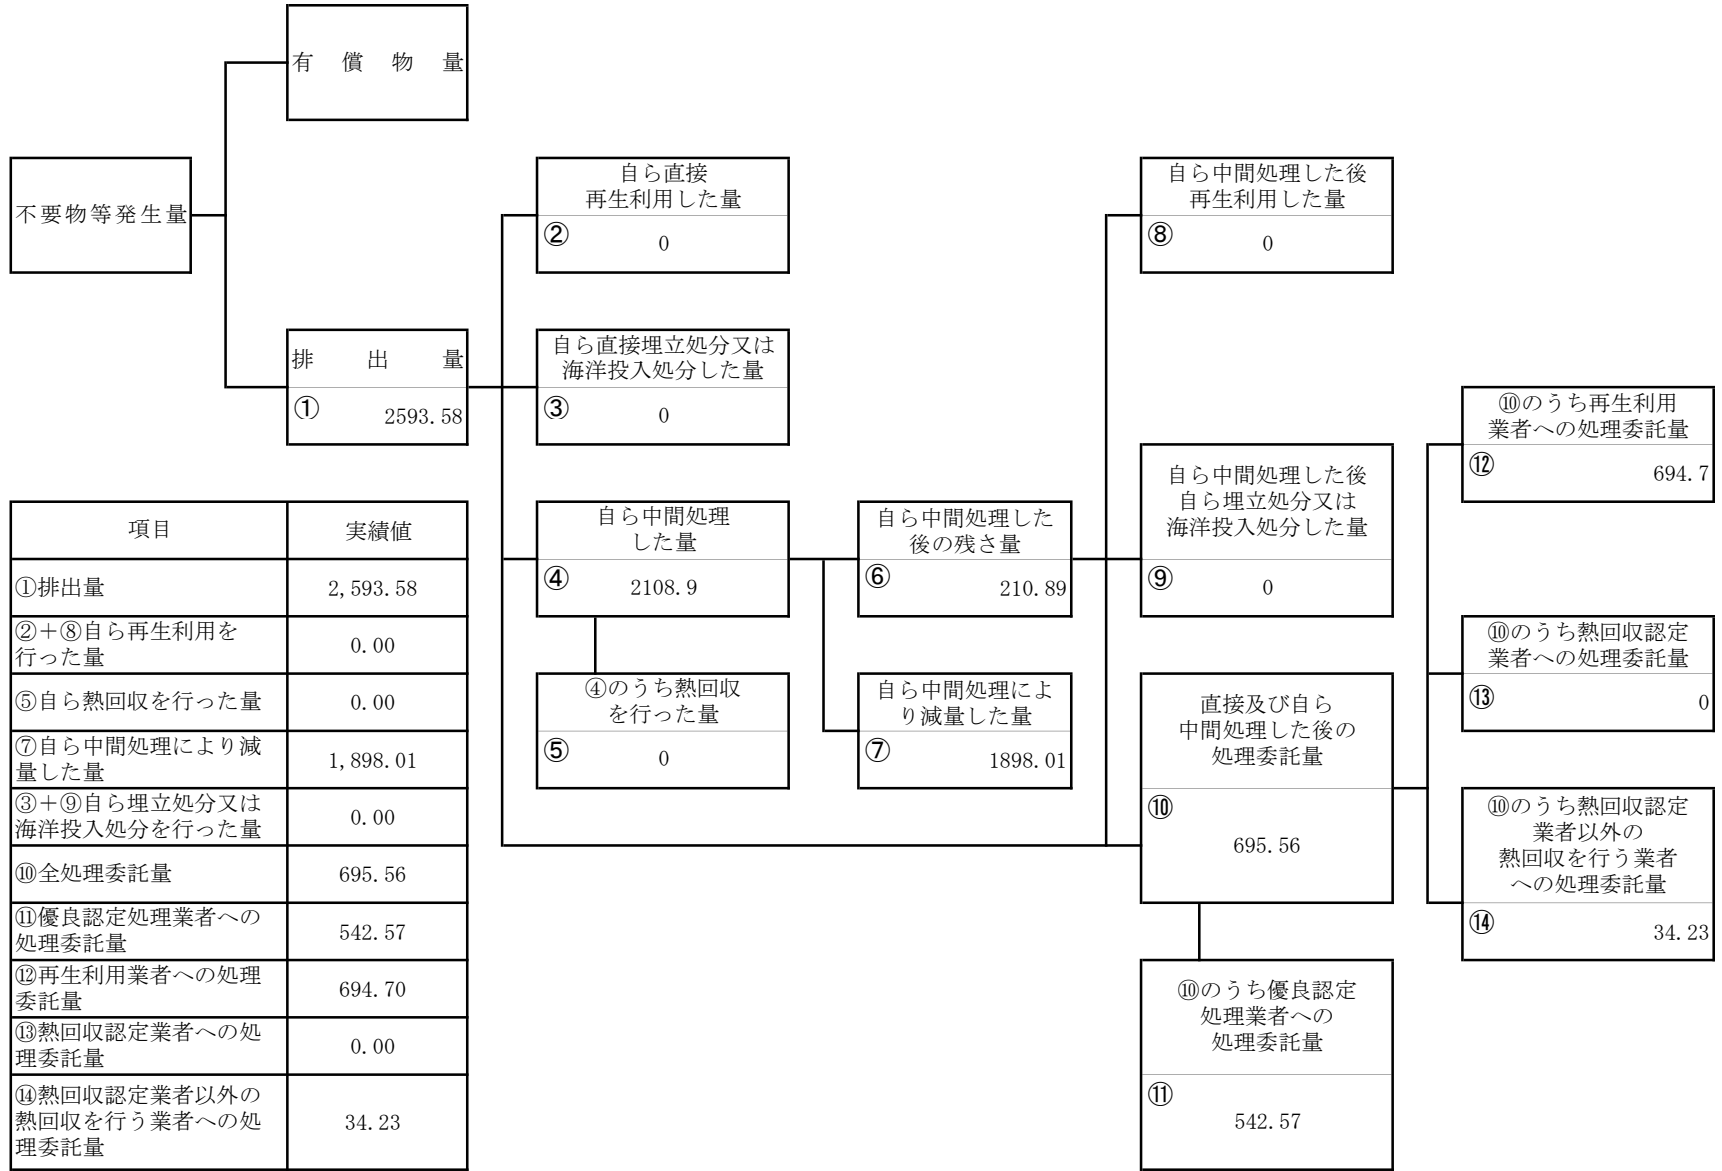 有償物量
不要物等発生量
排出量
① 2593.58
自ら直接
再生利用した量
② 0
自ら直接埋立処分又は
海洋投入処分した量
③ 0
自ら中間処理
した量
④ 2108.9
④のうち熱回収
を行った量
⑤ 0
自ら中間処理した
後の残さ量
⑥ 210.89
自ら中間処理によ
り減量した量
⑦ 1898.01
自ら中間処理した後
再生利用した量
⑧ 0
自ら中間処理した後
自ら埋立処分又は
海洋投入処分した量
⑨ 0
直接及び自ら
中間処理した後の
処理委託量
⑩
695.56
⑩のうち優良認定
処理業者への
処理委託量
⑪
542.57
⑩のうち再生利用
業者への処理委託量
⑫ 694.7
⑩のうち熱回収認定
業者への処理委託量
⑬ 0
⑩のうち熱回収認定
業者以外の
熱回収を行う業者
への処理委託量
⑭ 34.23
項目 実績値
①排出量 2,593.58
②＋⑧自ら再生利用を
行った量 0.00
⑤自ら熱回収を行った量 0.00
⑦自ら中間処理により減
量した量 1,898.01
③＋⑨自ら埋立処分又は
海洋投入処分を行った量 0.00
⑩全処理委託量 695.56
⑪優良認定処理業者への
処理委託量 542.57
⑫再生利用業者への処理
委託量 694.70
⑬熱回収認定業者への処
理委託量 0.00
⑭熱回収認定業者以外の
熱回収を行う業者への処
理委託量 34.23